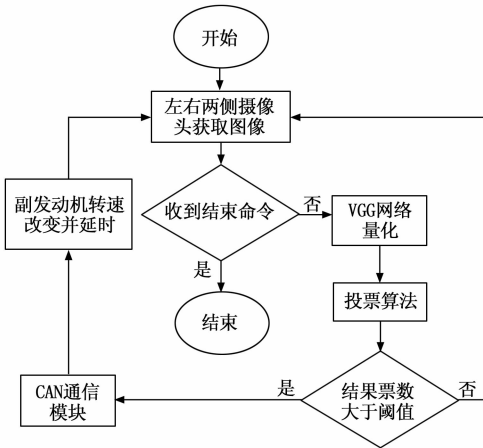 开始
左右两侧摄像
头获取图像
副发动机转速
改变并延时
收到结束命令
否
VGG网络
量化
是
投票算法
结束
结果票数
大于阈值
是
否
CAN通信
模块